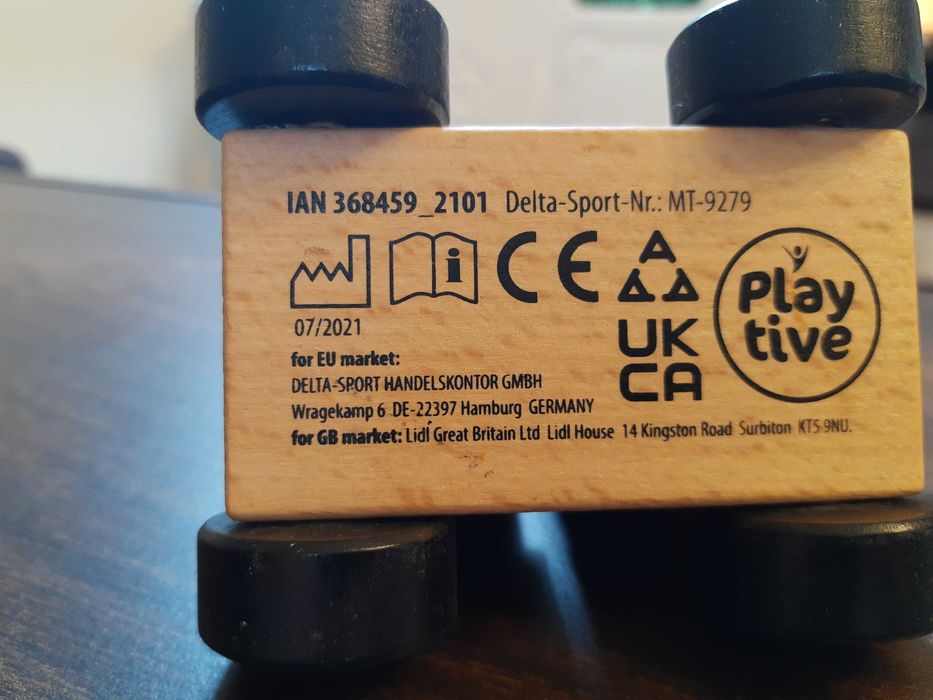 IAN 368459_2101 Delta-Sport-Nr.: MT-9279
i
CE
UK
CA
Play
tive
07/2021
for EU market:
DELTA-SPORT HANDELSKONTOR GMBH
Wragekamp 6 DE-22397 Hamburg GERMANY
for GB market: Lidl Great Britain Ltd Lidl House 14 Kingston Road Surbiton KT5 9NU.